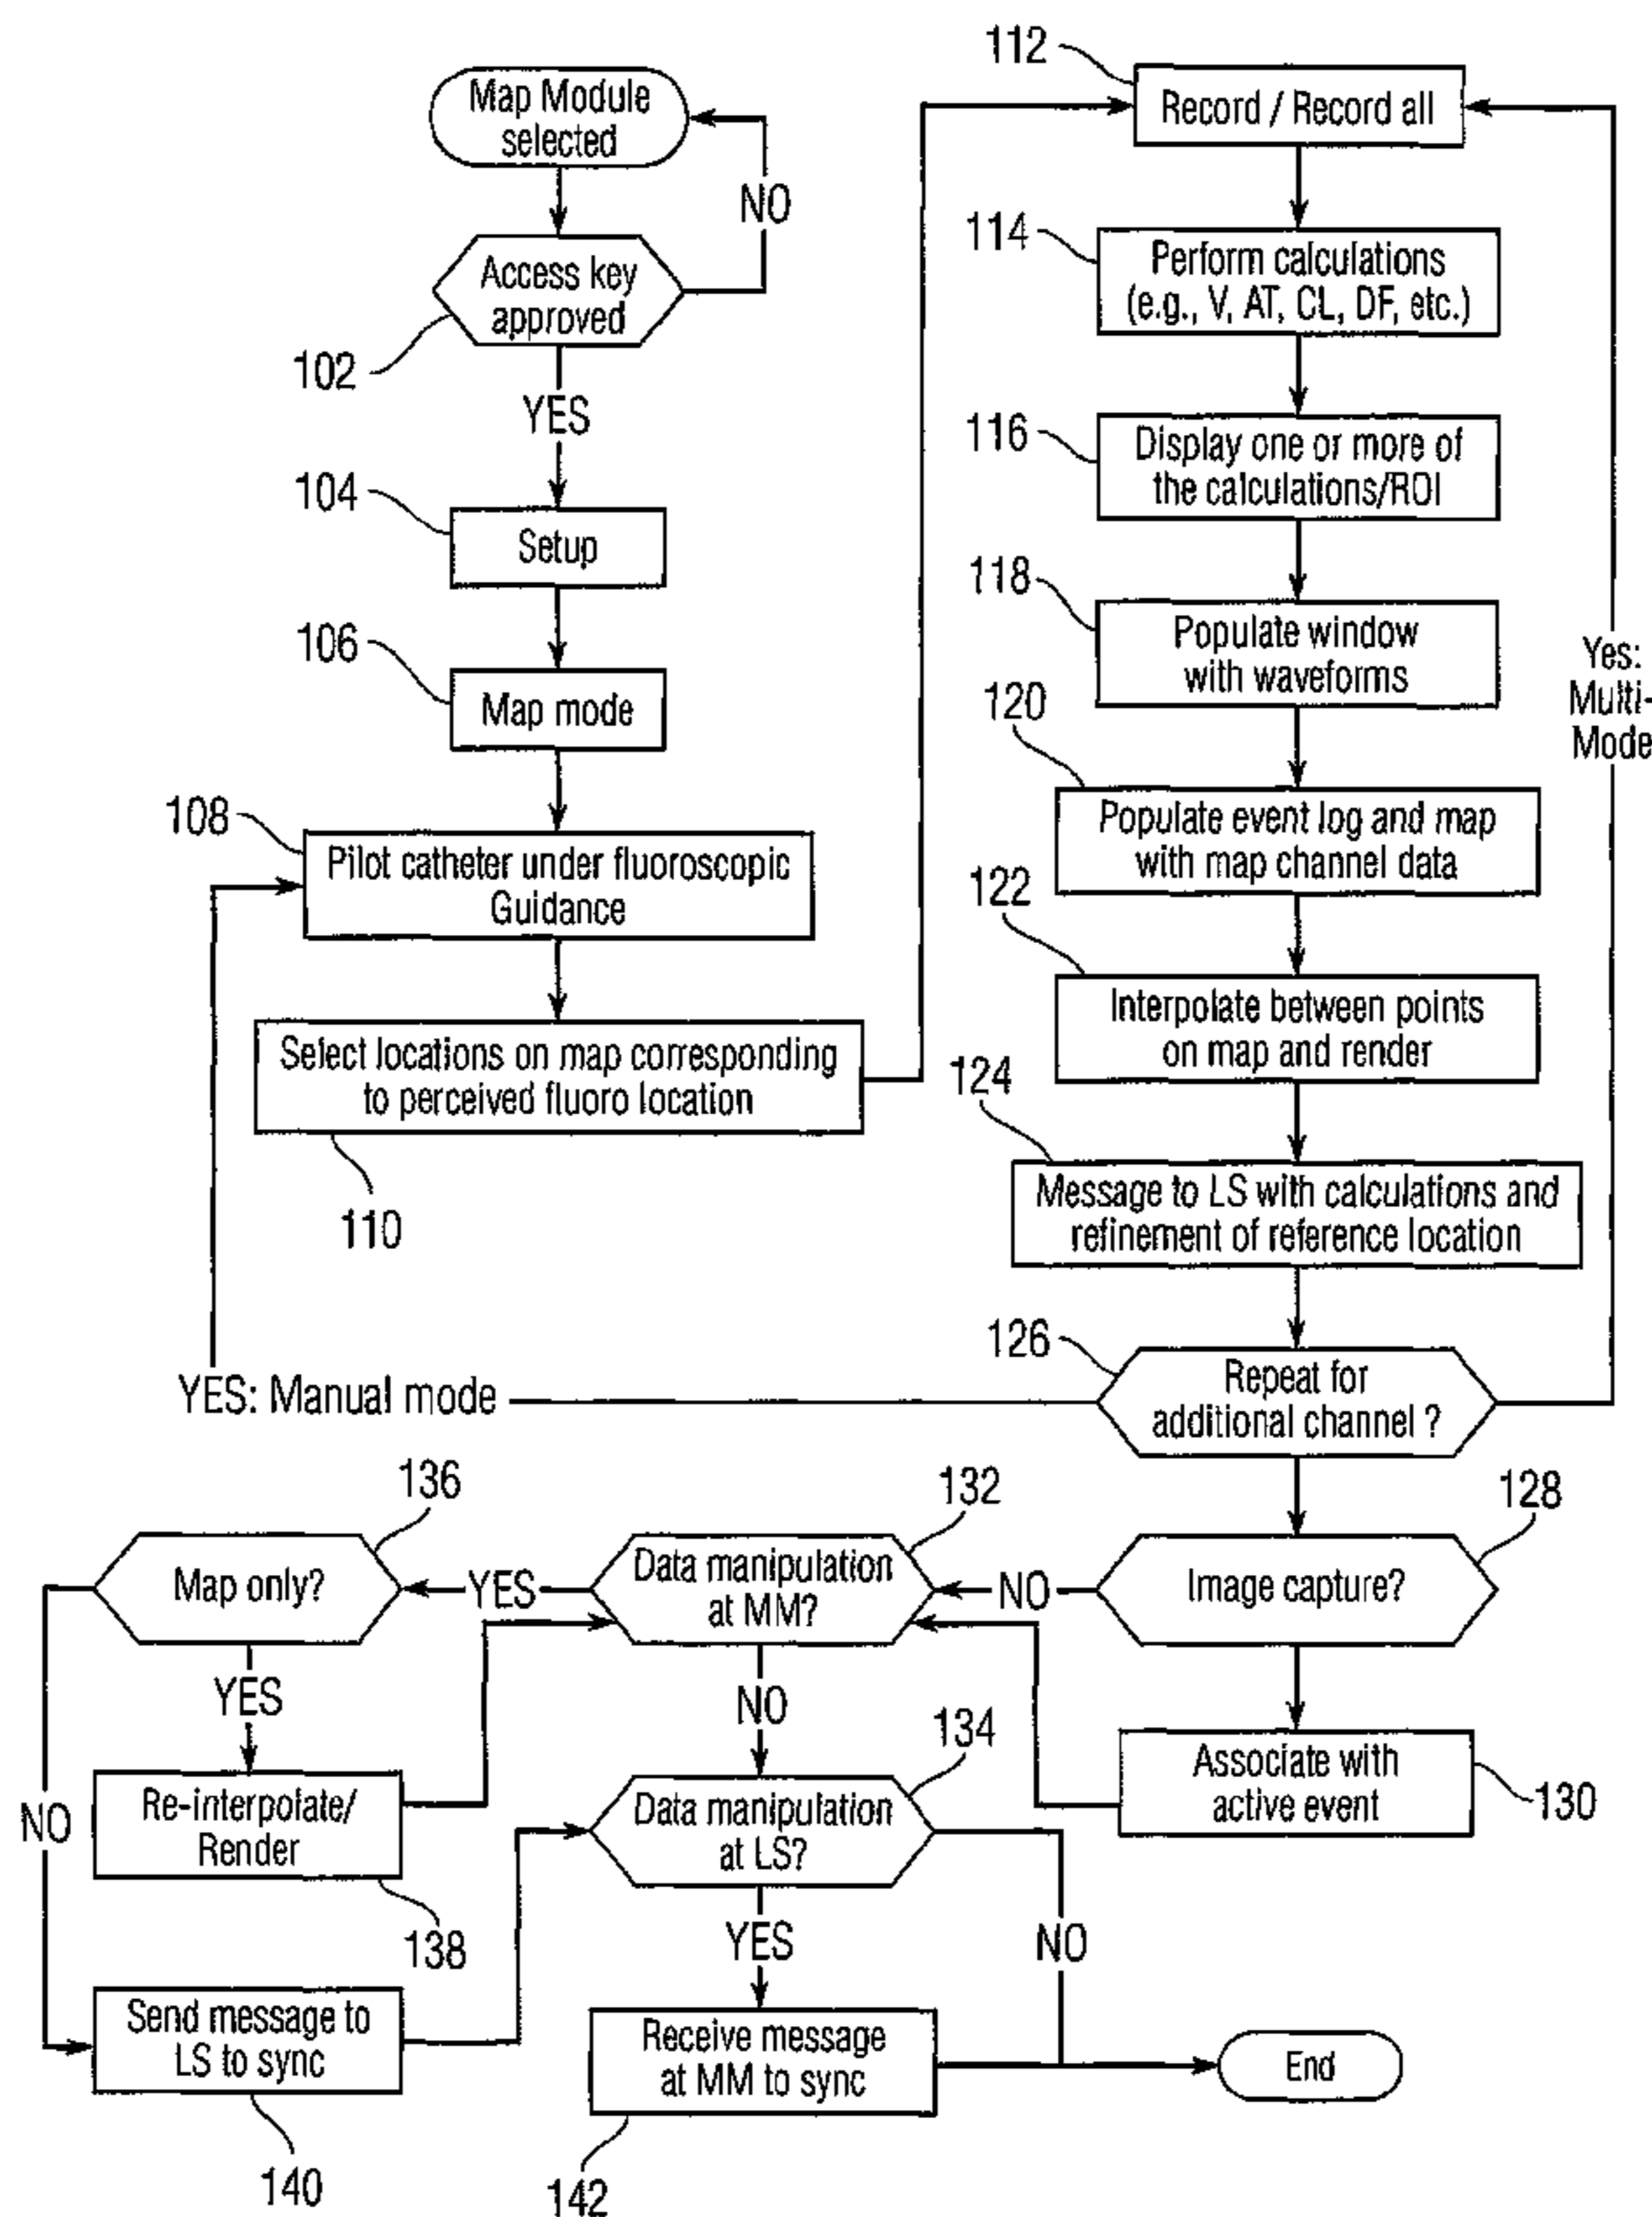 Map Module
selected
NO
Access key
approved
102
YES
104
Setup
106
Map mode
108
Pilot catheter under fluoroscopic
Guidance
Select locations on map corresponding
to perceived fluoro location
110
112
Record / Record all
114
Perform calculations
(e.g., V, AT, CL, DF, etc.)
116
Display one or more of
the calculations/ROI
118
Populate window
with waveforms
Yes:
Multi-
Mode
120
Populate event log and map
with map channel data
122
Interpolate between points
on map and render
124
Message to LS with calculations and
refinement of reference location
126
Repeat for
additional channel ?
YES: Manual mode
128
Image capture?
NO
130
Associate with
active event
132
Data manipulation
at MM?
YES
NO
136
Map only?
YES
NO
Re-interpolate/
Render
138
134
Data manipulation
at LS?
YES
NO
Send message to
LS to sync
140
Receive message
at MM to sync
142
End